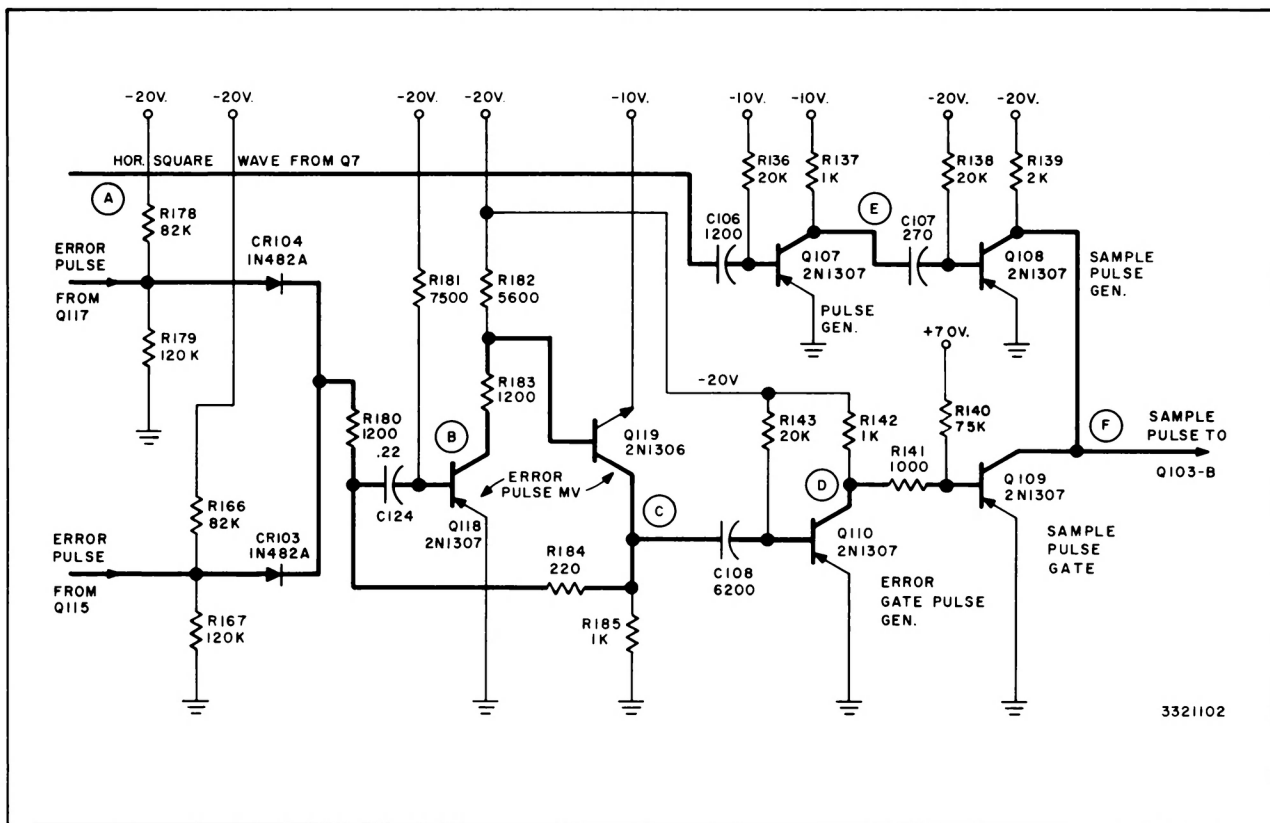 -20V.
-20V.
-20V.
-20V.
-10V.
-10V.
-10V.
-20V.
-20V.
HOR. SQUARE WAVE FROM Q7
A
R178
82K
ERROR
PULSE
FROM
Q117
CR104
1N482A
R179
120K
R181
7500
R182
5600
R183
1200
R136
20K
R137
1K
E
C106
1200
Q107
2N1307
PULSE
GEN.
R138
20K
R139
2K
C107
270
Q108
2N1307
SAMPLE
PULSE
GEN.
R180
1200
.22
C124
B
Q118
2N1307
ERROR
PULSE MV
Q119
2N1306
-20V
R143
20K
R142
1K
+70V.
R140
75K
R141
1000
D
F
SAMPLE
PULSE TO
Q103-B
Q109
2N1307
SAMPLE
PULSE
GATE
R166
82K
CR103
1N482A
ERROR
PULSE
FROM
Q115
R167
120K
C
R184
220
R185
1K
C108
6200
Q110
2N1307
ERROR
GATE PULSE
GEN.
3321102